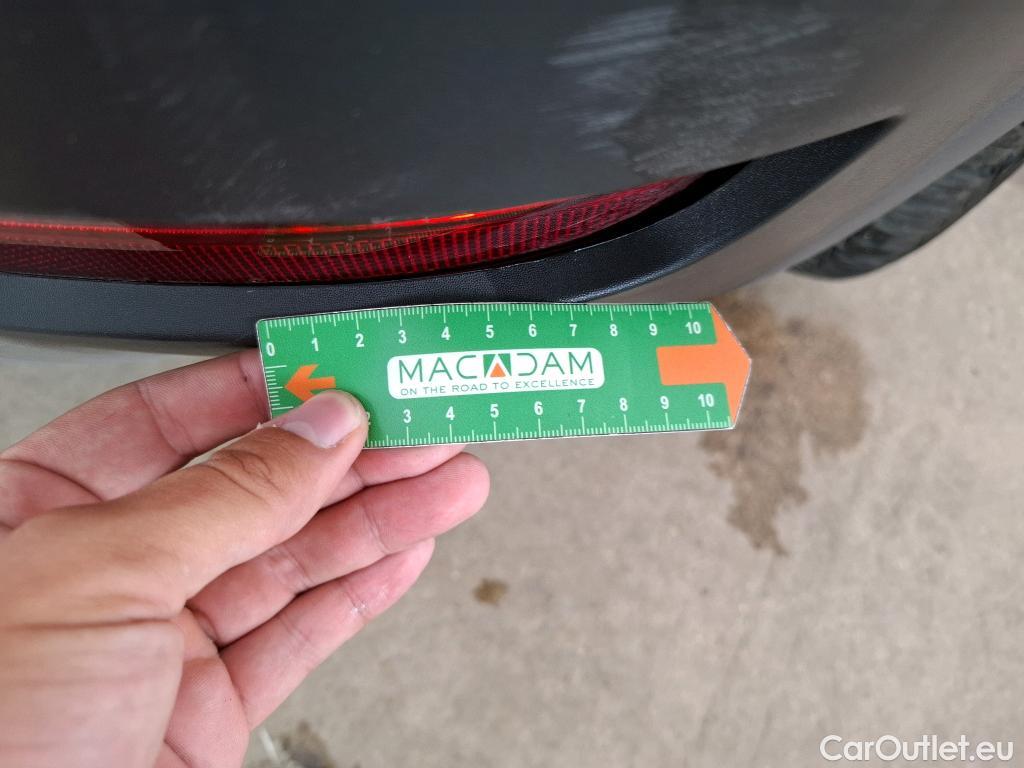 0 1 2 3 4 5 6 7 8 9 10
MACADAM
ON THE ROAD TO EXCELLENCE
3 4 5 6 7 8 9 10
CarOutlet.eu